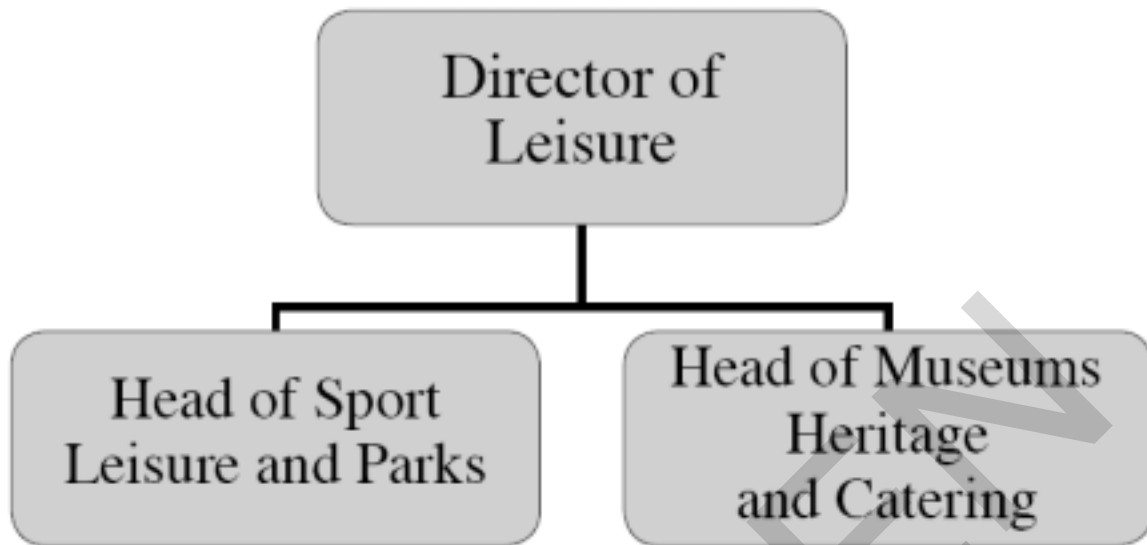 Director of
Leisure
Head of Sport
Leisure and Parks
Head of Museums
Heritage
and Catering